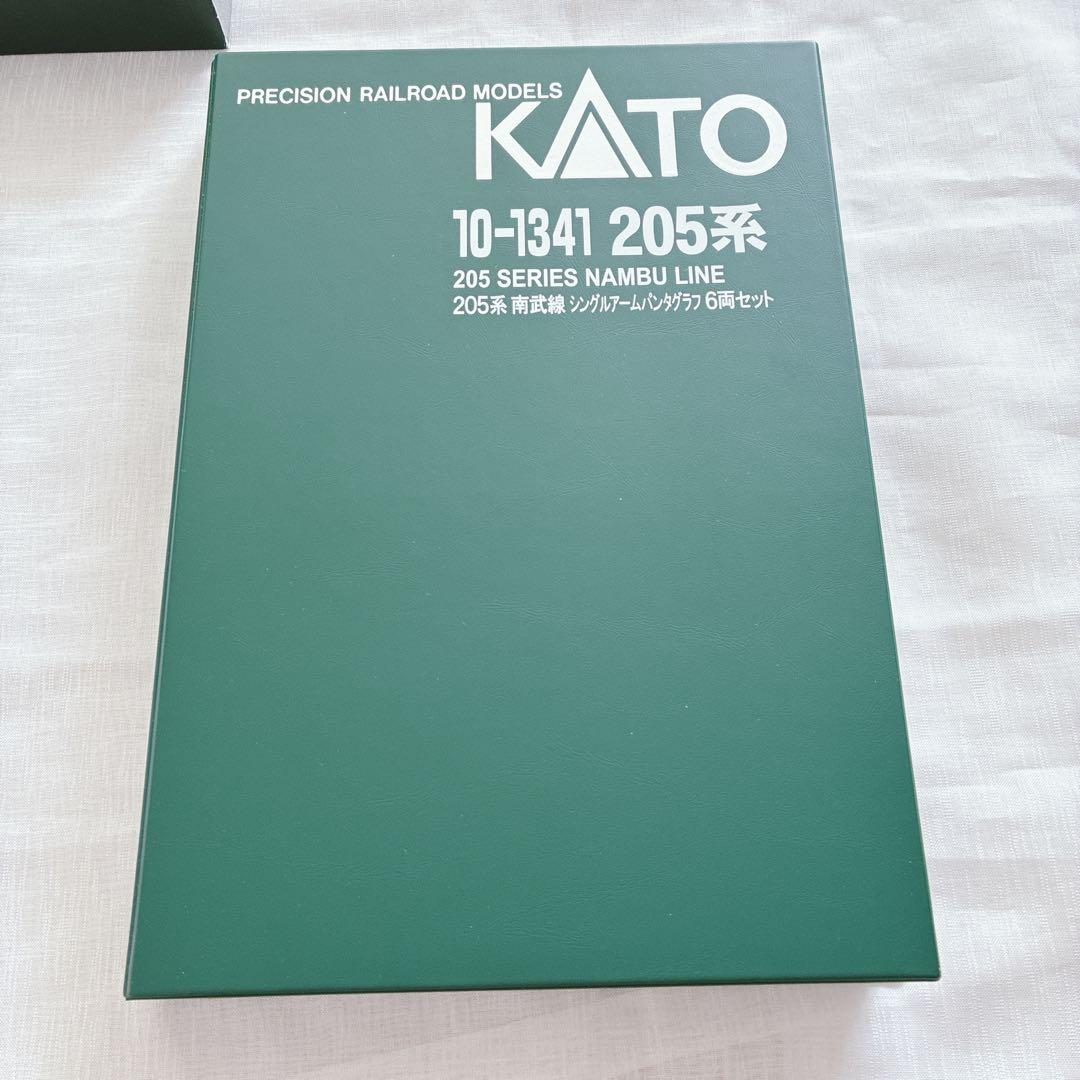 PRECISION RAILROAD MODELS
KATO
10-1341 205系
205 SERIES NAMBU LINE
205系 南武線 シングルアームパンタグラフ 6両セット